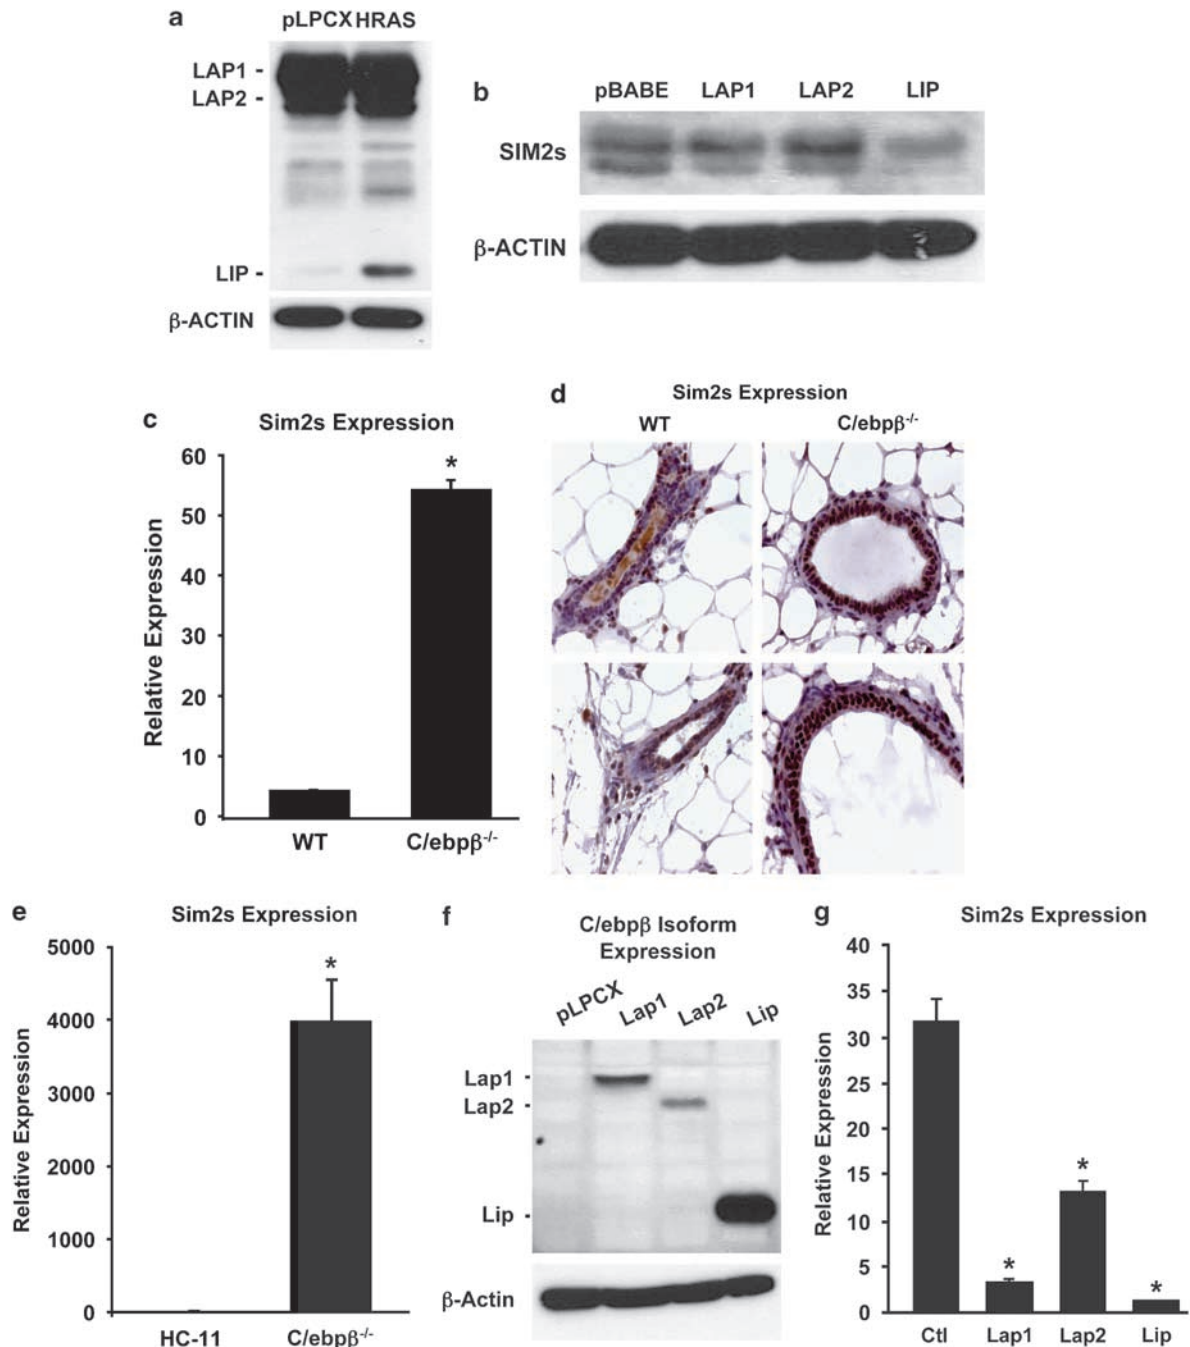 a
pLPCX HRAS
LAP1 -
LAP2 -
LIP -
β-ACTIN
b
pBABE LAP1 LAP2 LIP
SIM2s
β-ACTIN
c
Sim2s Expression
Relative Expression
60
50
40
30
20
10
0
*
WT C/ebpβ-/-
d
Sim2s Expression
WT C/ebpβ-/-
e
Sim2s Expression
Relative Expression
5000
4000
3000
2000
1000
0
*
HC-11 C/ebpβ-/-
f
C/ebpβ Isoform
Expression
pLPCX Lap1 Lap2 Lip
Lap1 -
Lap2 -
Lip -
β-Actin
g
Sim2s Expression
Relative Expression
40
35
30
25
20
15
10
5
0
* * *
Ctl Lap1 Lap2 Lip